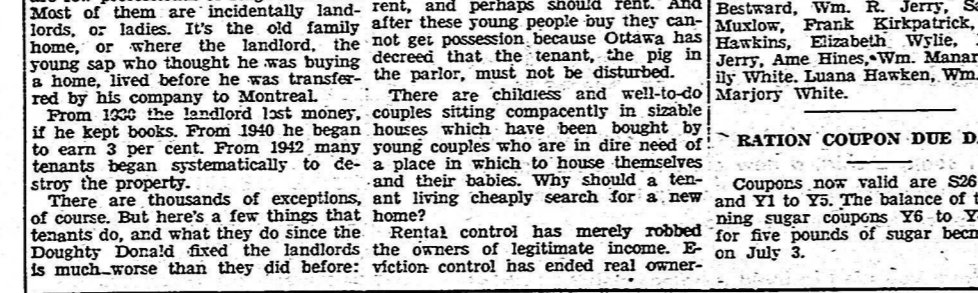 Most of them are incidentally land-
lords, or ladies. It's the old family
home, or where the landlord, the
young sap who thought he was buying
a home, lived before he was transfer-
red by his company to Montreal.
From the landlord lost money,
if he kept books. From 1940 he began
to earn 3 per cent. From 1942 many
tenants began systematically to de-
stroy the property.
There are thousands of exceptions,
of course. But here's a few things that
tenants do, and what they do since the
Doughty Donald fixed the landlords
is much worse than they did before:
rent, and perhaps should rent. And
after these young people buy they can-
not get possession because Ottawa has
decreed that the tenant, the pig in
the parlor, must not be disturbed.
There are childless and well-to-do
couples sitting compacently in sizable
houses which have been bought by
young couples who are in dire need of
a place in which to house themselves
and their babies. Why should a ten-
ant living cheaply search for a new
home?
Rental control has merely robbed
the owners of legitimate income. E-
viction control has ended real owner-
Bestward, Wm. R. Jerry,
Muxlow, Frank Kirkpatrick,
Hawkins, Elizabeth Wylie,
Jerry, Ame Hines, Wm. Manar
ily White. Luana Hawken, Wm.
Marjory White.
RATION COUPON DUE D
Coupons now valid are S26
and Y1 to Y5. The balance of
ning sugar coupons Y6 to Y
for five pounds of sugar
on July 3.